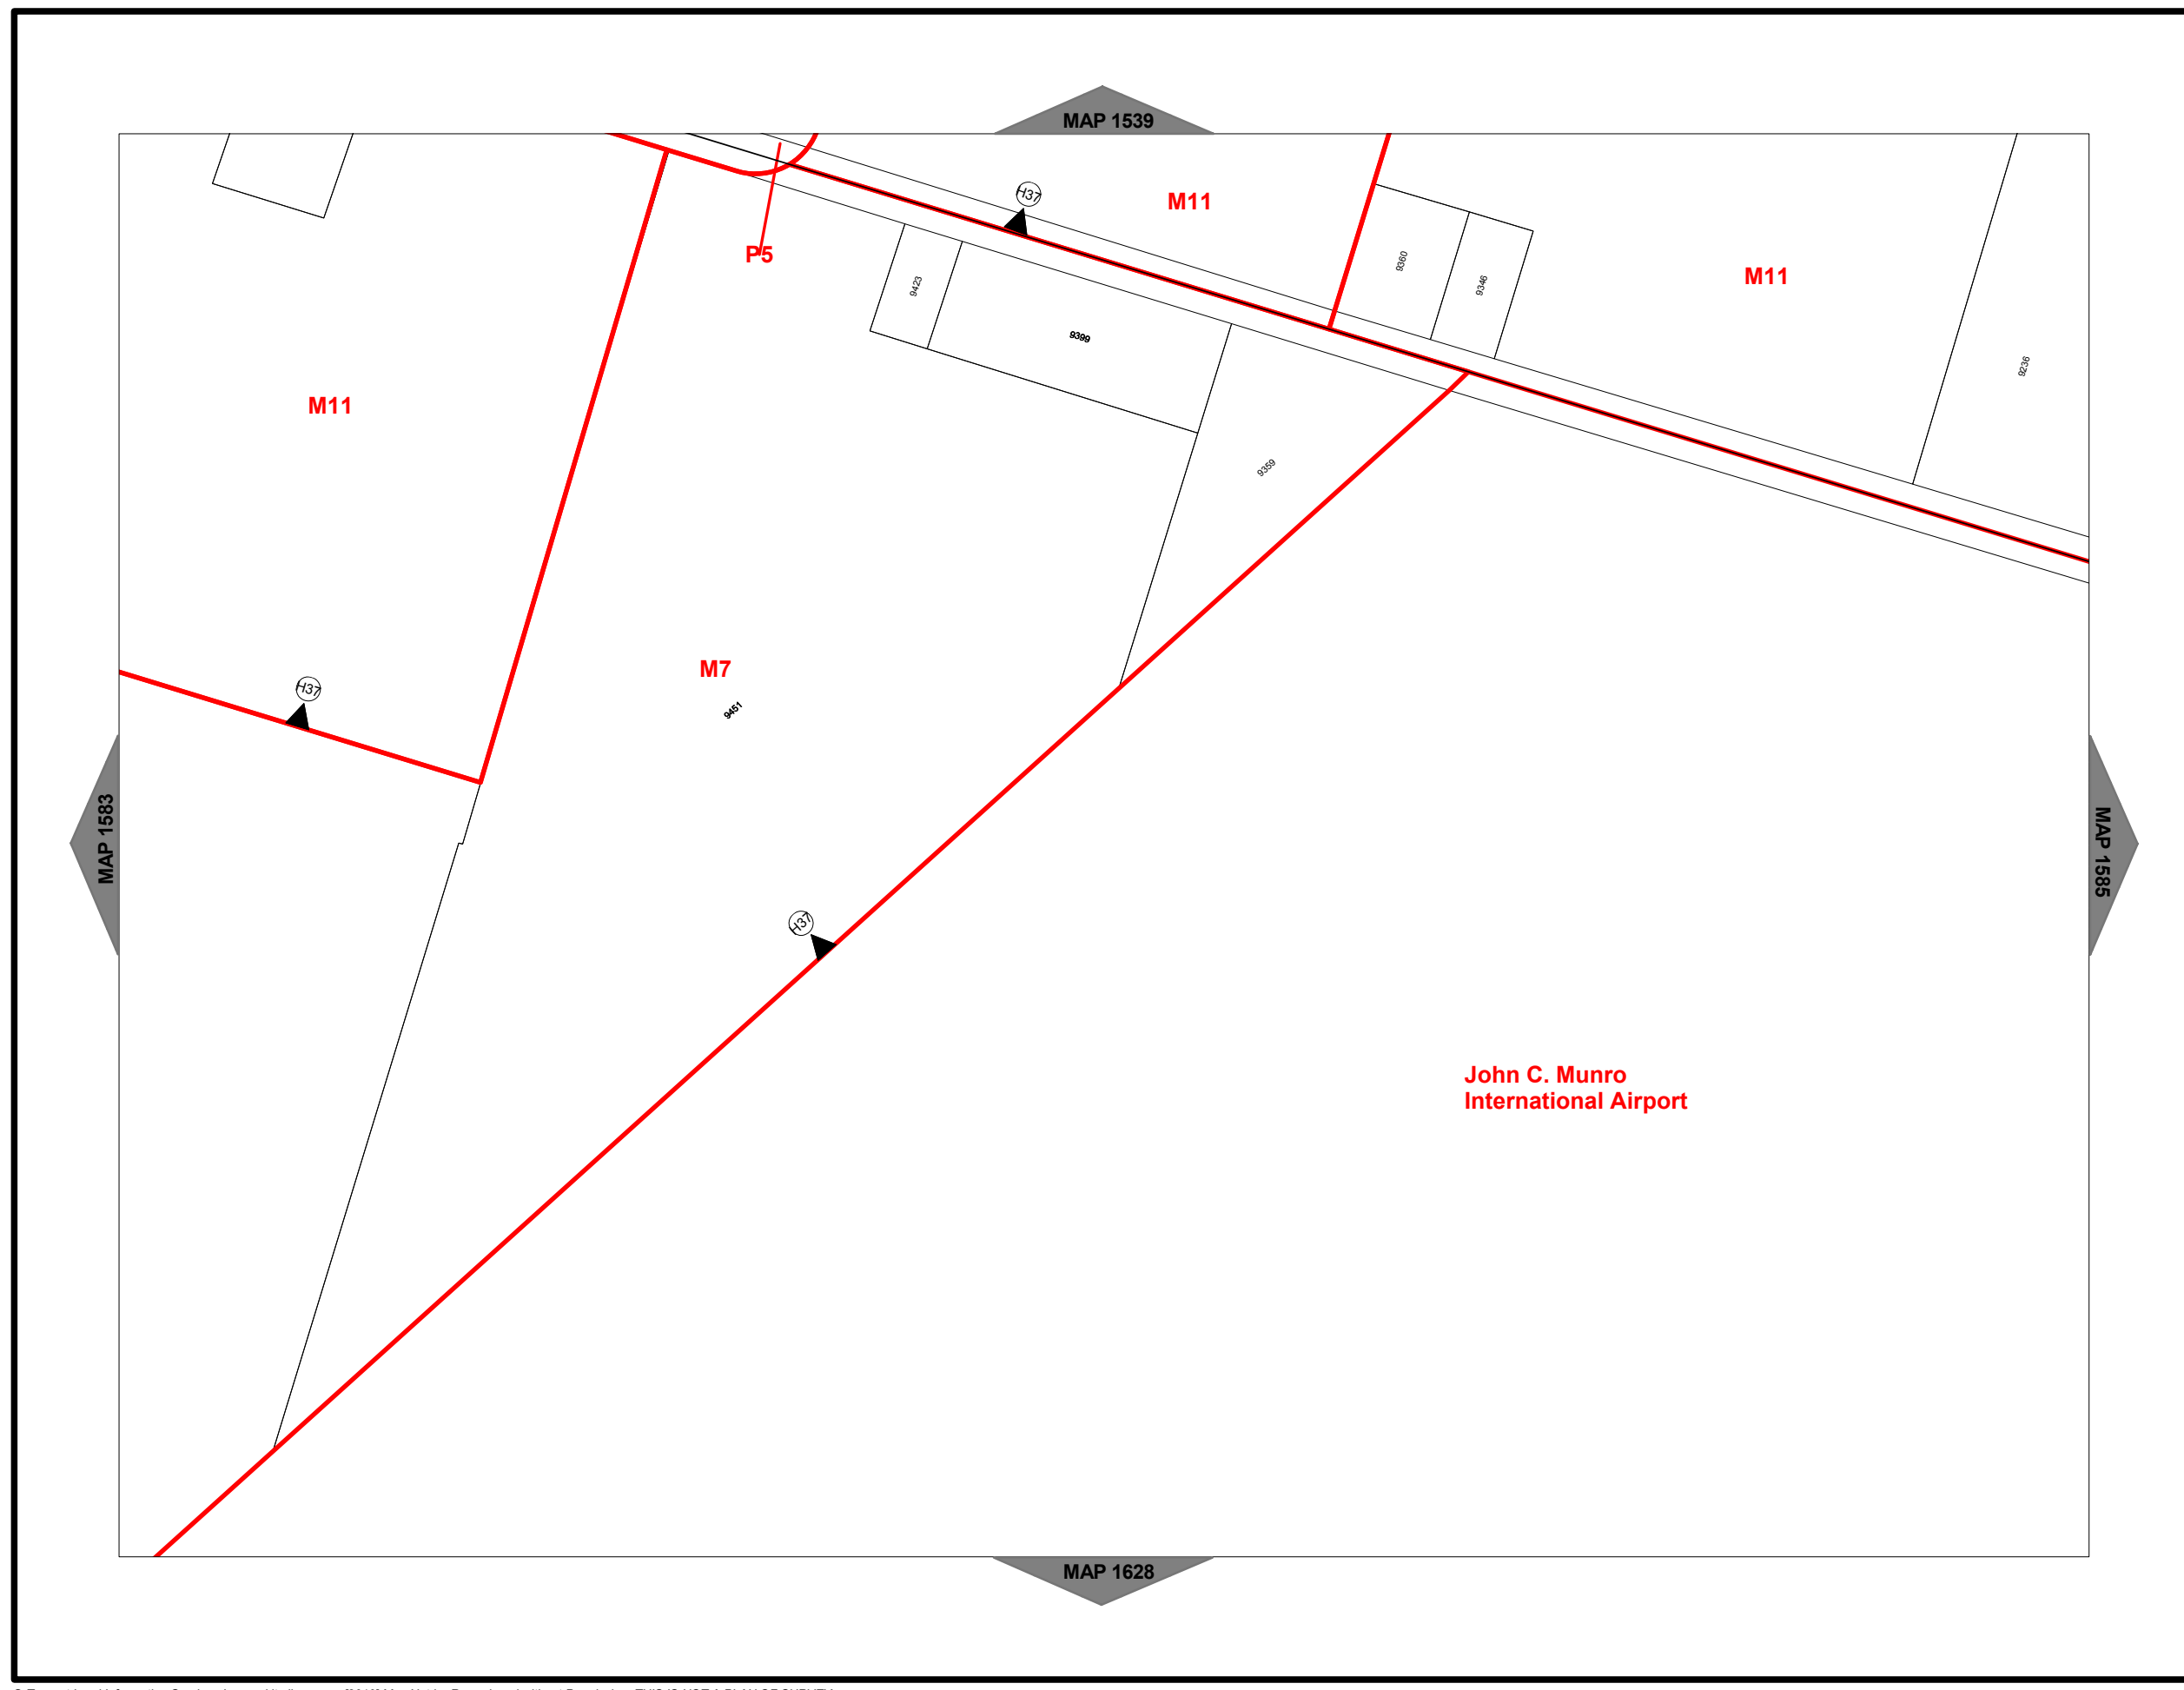 MAP 1539
H37
M11
P5
9360
9346
M11
9423
9399
9236
M11
9359
M7
H37
9451
MAP 1583
MAP 1585
H37
John C. Munro
International Airport
MAP 1628